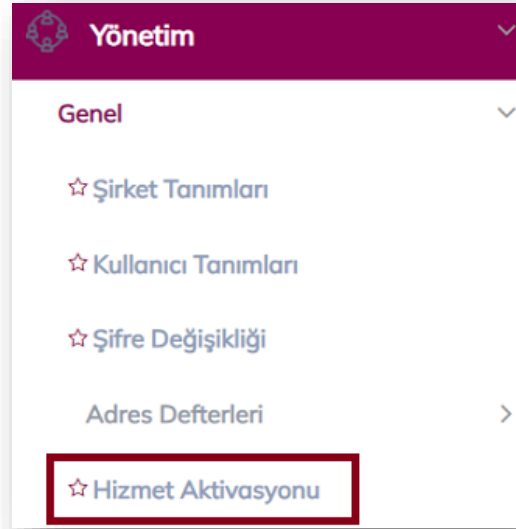 Yönetim
Genel
Şirket Tanımları
Kullanıcı Tanımları
Şifre Değişikliği
Adres Defterleri
Hizmet Aktivasyonu